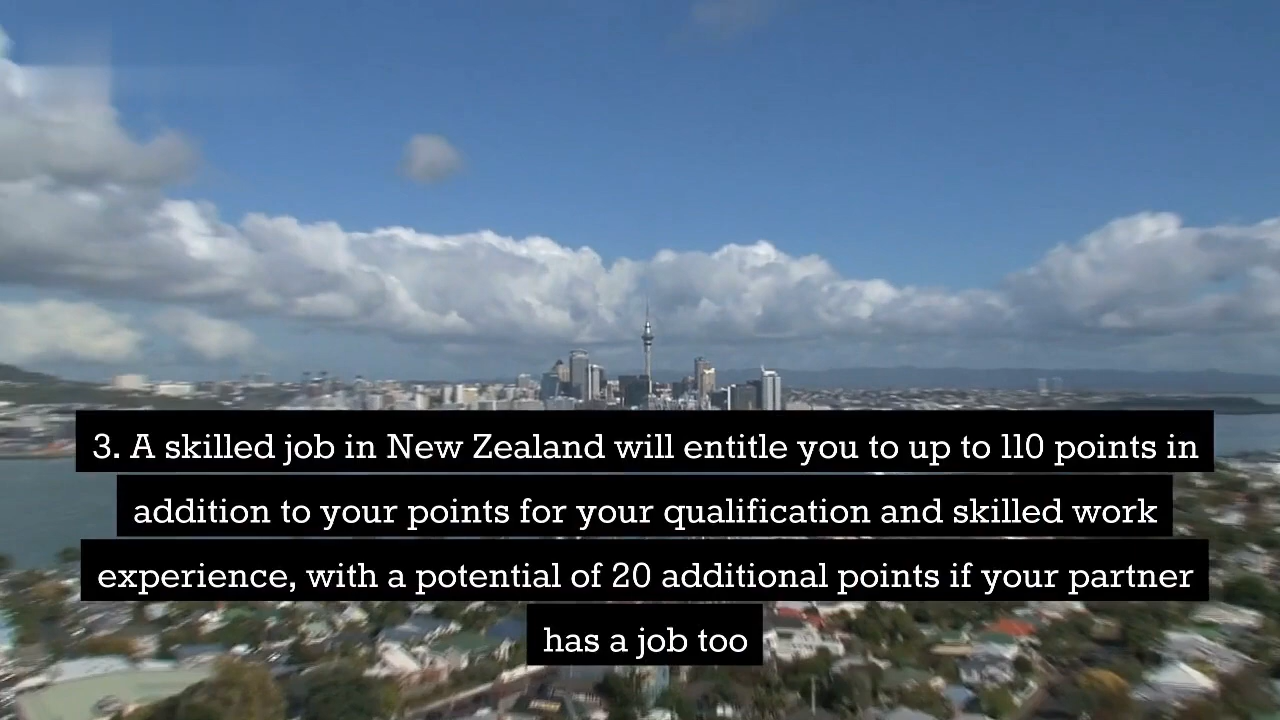 3. A skilled job in New Zealand will entitle you to up to 110 points in
addition to your points for your qualification and skilled work
experience, with a potential of 20 additional points if your partner
has a job too